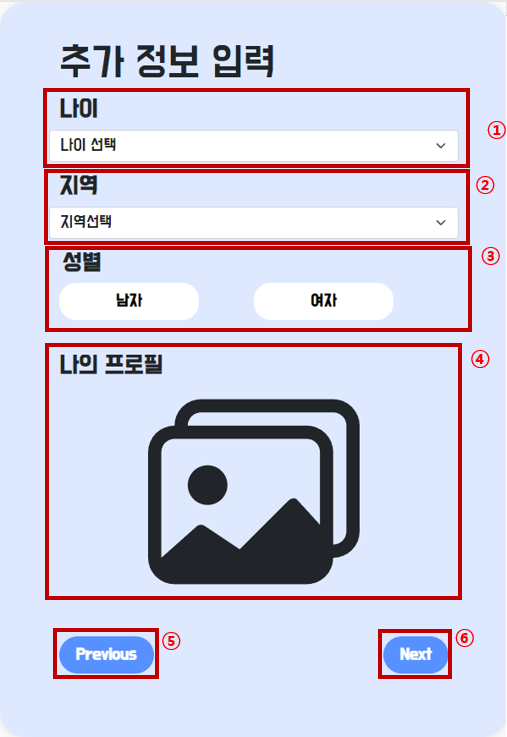 추가 정보 입력
나이
①
나이 선택
②
지역
지역선택
③
성별
남자 여자
④
나의 프로필
⑤
Previous
⑥
Next